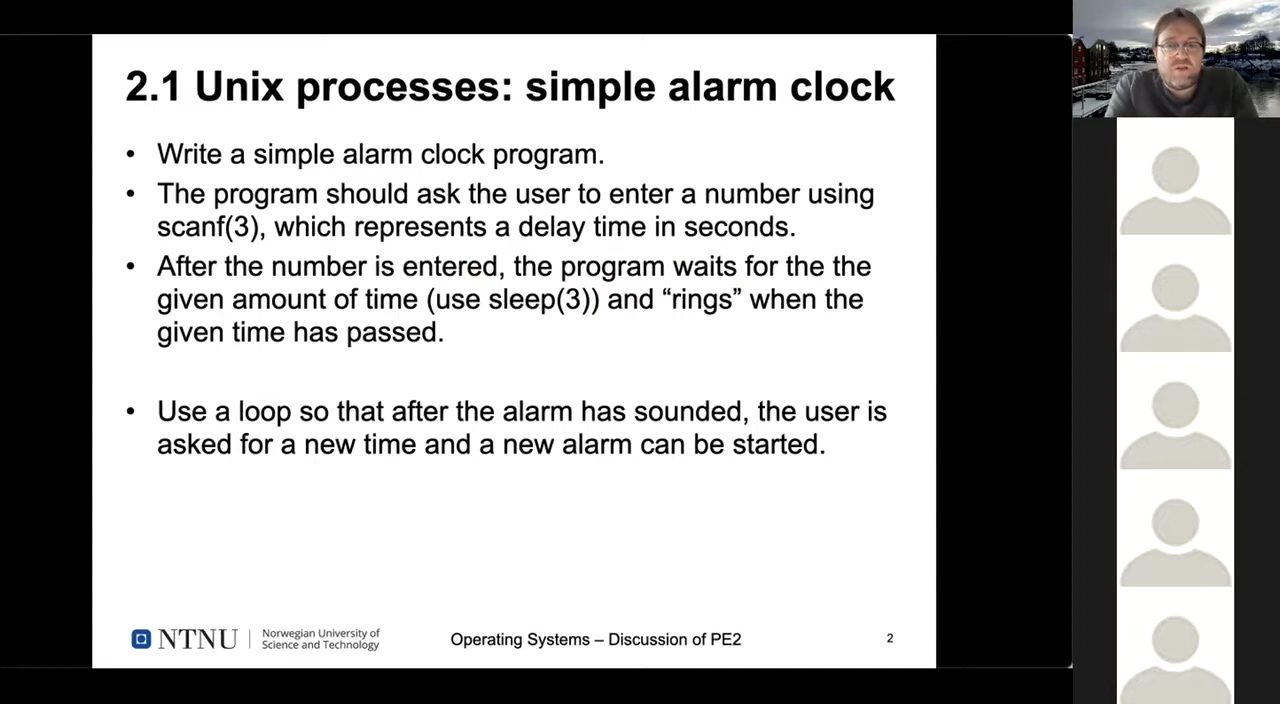 2.1 Unix processes: simple alarm clock
• Write a simple alarm clock program.
• The program should ask the user to enter a number using
scanf(3), which represents a delay time in seconds.
• After the number is entered, the program waits for the the
given amount of time (use sleep(3)) and “rings” when the
given time has passed.
• Use a loop so that after the alarm has sounded, the user is
asked for a new time and a new alarm can be started.
NTNU
Norwegian University of
Science and Technology
Operating Systems – Discussion of PE2
2